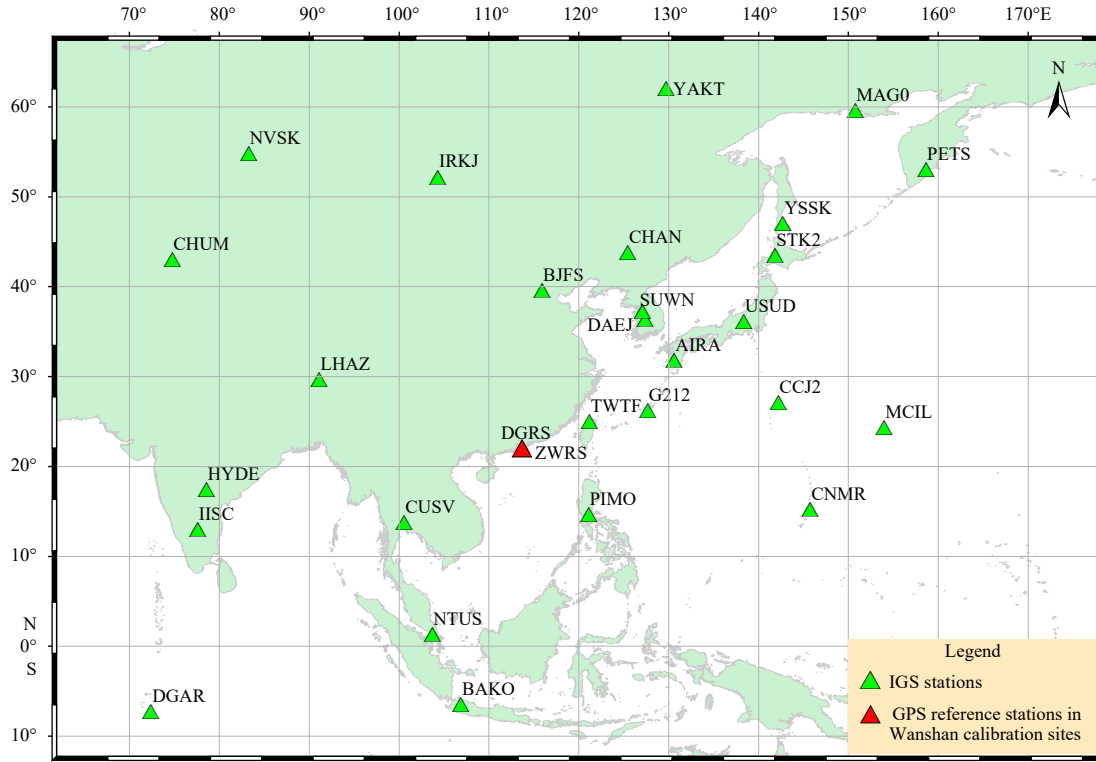 70° 80° 90° 100° 110° 120° 130° 140° 150° 160° 170°E
N
60°
50°
40°
30°
20°
10°
N
0°
S
10°
YAKT
MAG0
NVSK
IRKJ
PETS
YSSK
CHUM
CHAN
STK2
BJFS
SUWN
USUD
DAEJ
AIRA
LHAZ
CCJ2
G212
TWTF
MCIL
DGRS
ZWRS
HYDE
CNMR
PIMO
CUSV
IISC
NTUS
DGAR
BAKO
Legend
IGS stations
GPS reference stations in
Wanshan calibration sites